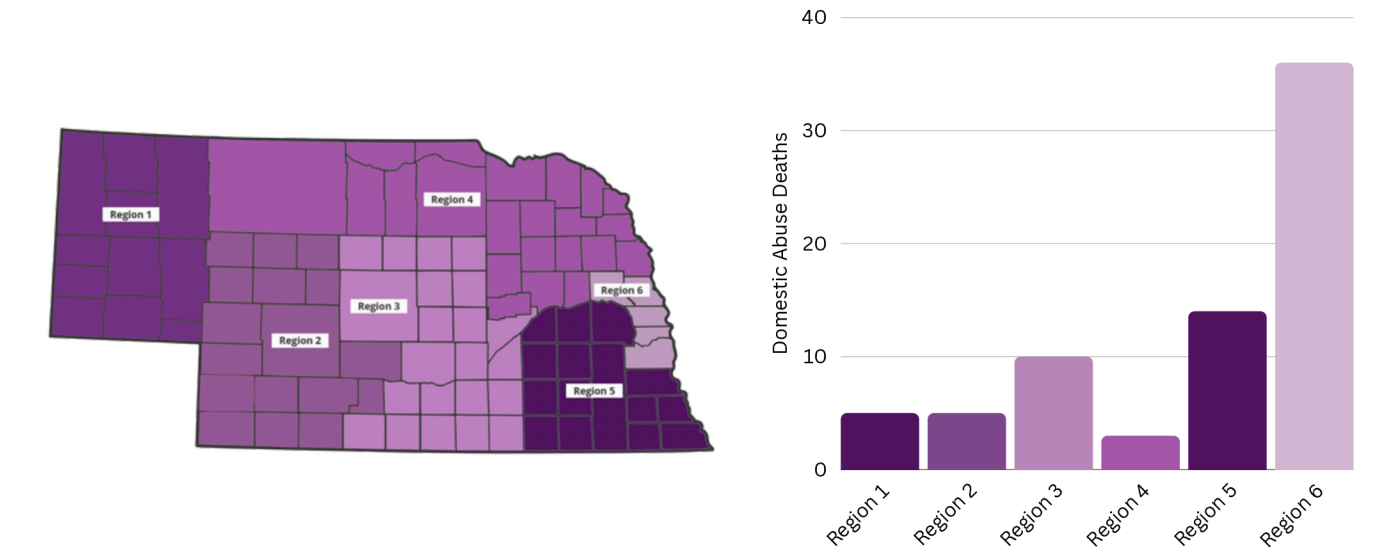 Region 1
Region 4
Region 6
Region 3
Region 2
Region 5
Domestic Abuse Deaths
40
30
20
10
0
Region 1
Region 2
Region 3
Region 4
Region 5
Region 6